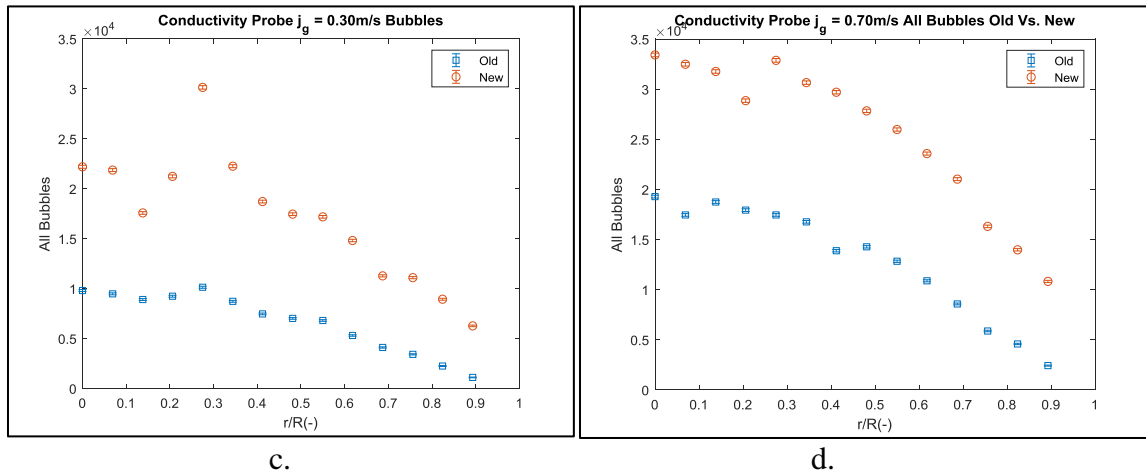 Conductivity Probe j_g = 0.30m/s Bubbles
×10^4
3.5
3
2.5
2
1.5
1
0.5
0
All Bubbles
0 0.1 0.2 0.3 0.4 0.5 0.6 0.7 0.8 0.9 1
r/R(-)
Old
New
c.
Conductivity Probe j_g = 0.70m/s All Bubbles Old Vs. New
×10^4
3.5
3
2.5
2
1.5
1
0.5
0
All Bubbles
0 0.1 0.2 0.3 0.4 0.5 0.6 0.7 0.8 0.9 1
r/R(-)
Old
New
d.